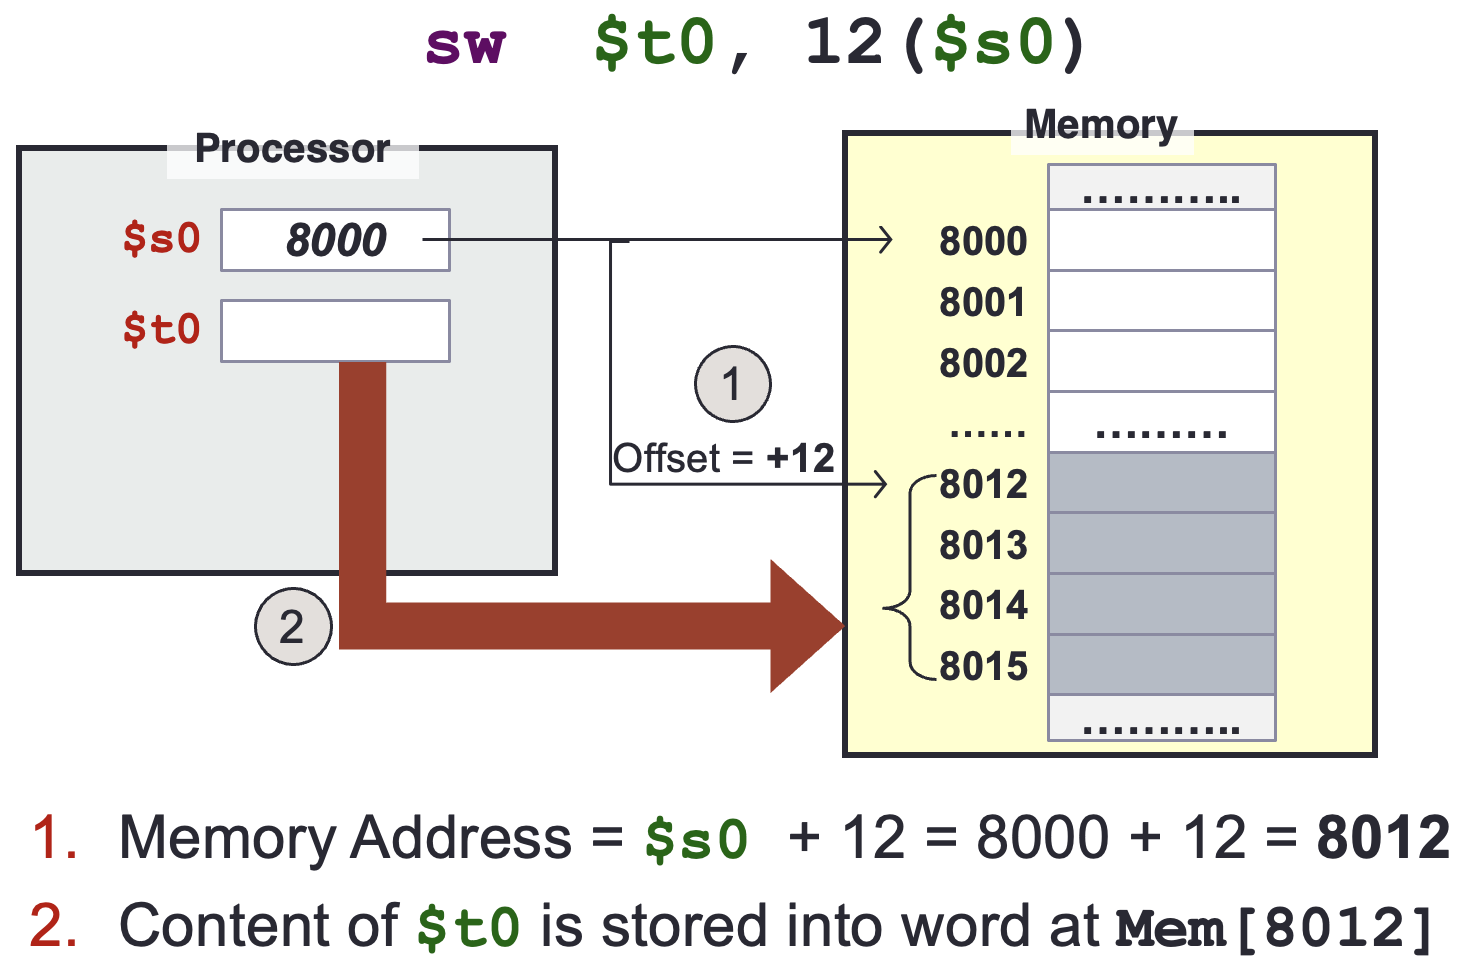 sw $t0, 12($s0)
Processor
Memory
...........
$s0 8000
8000
$t0
8001
8002
1
...... .........
Offset = +12
8012
8013
8014
2
8015
...........
1. Memory Address = $s0 + 12 = 8000 + 12 = 8012
2. Content of $t0 is stored into word at Mem[8012]